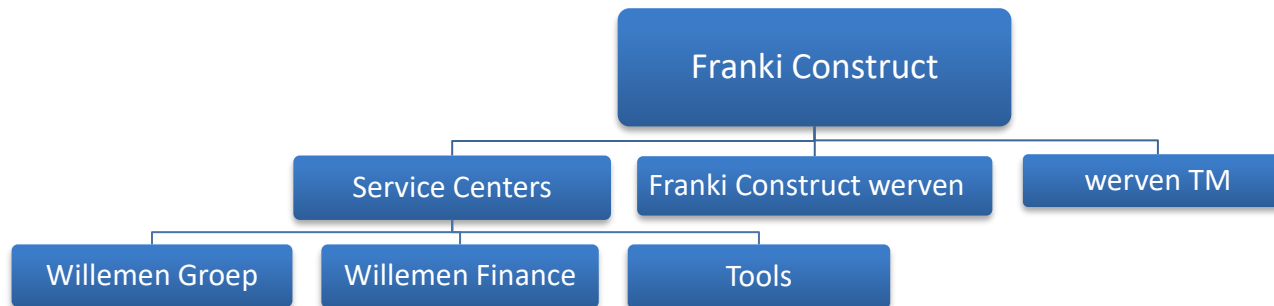 Franki Construct
Service Centers
Franki Construct werven
werven TM
Willemen Groep
Willemen Finance
Tools